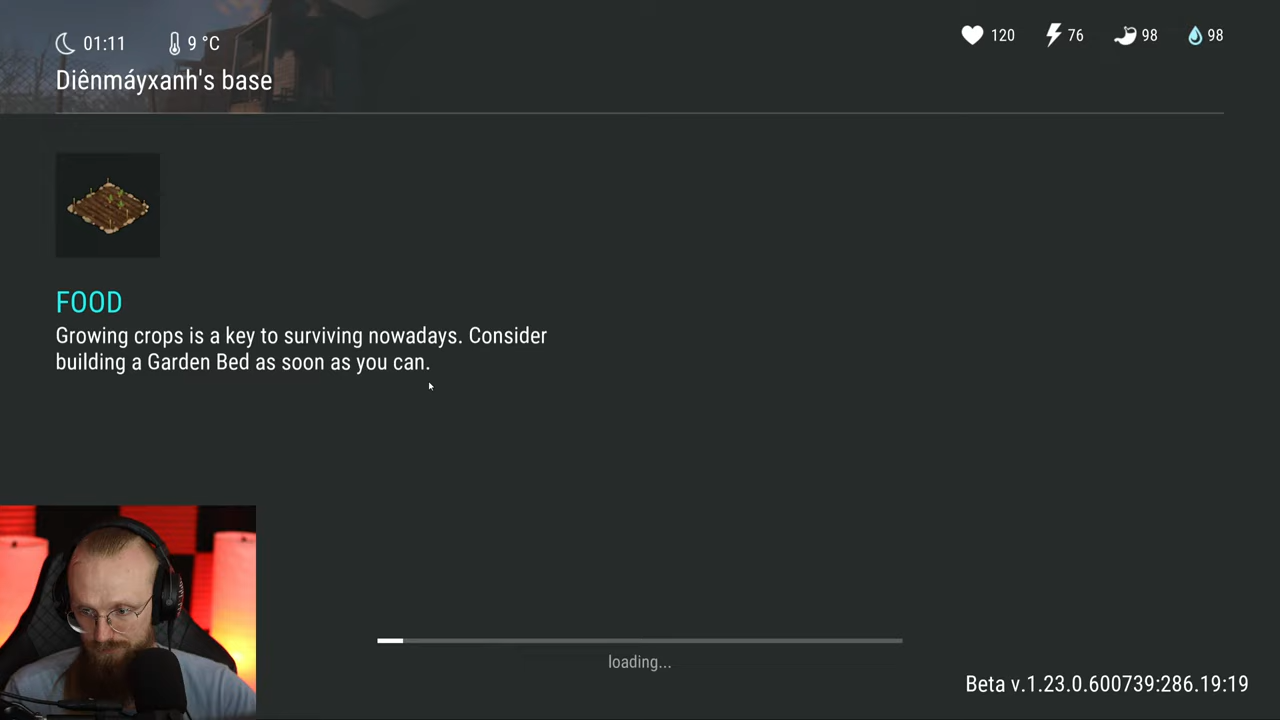 01:11
9 °C
120
76
98
98
Diênmáyxanh's base
FOOD
Growing crops is a key to surviving nowadays. Consider
building a Garden Bed as soon as you can.
loading...
Beta v.1.23.0.600739:286.19:19